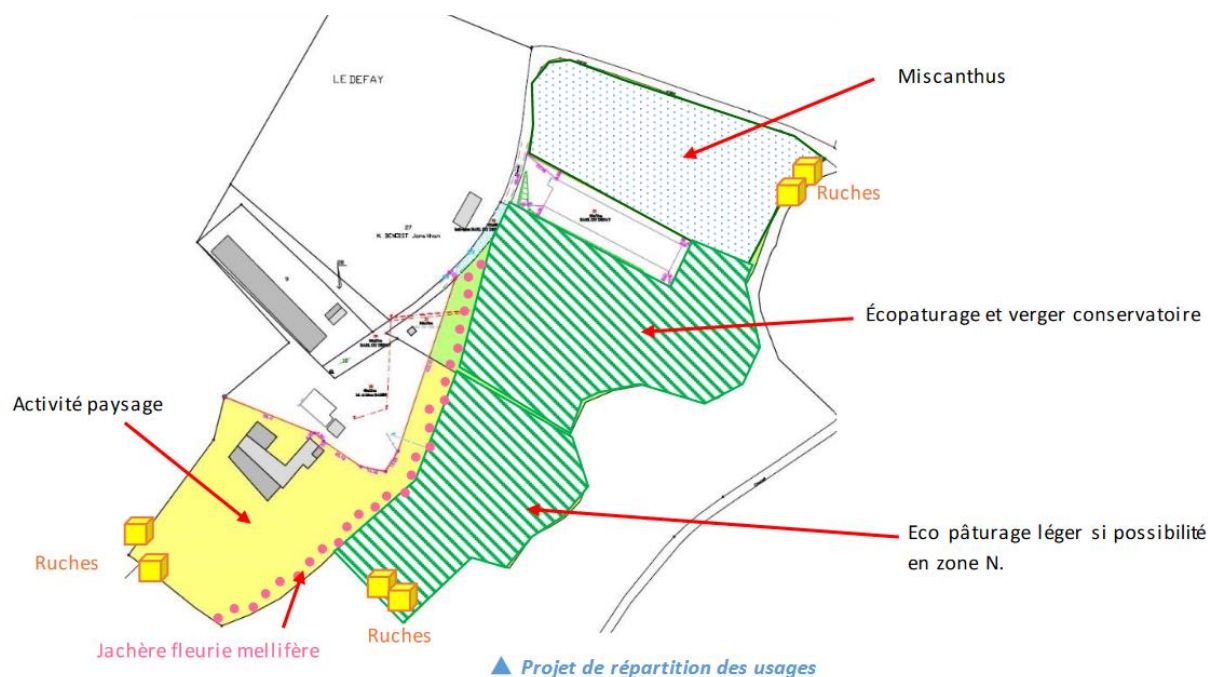 LE DEFAY
Miscanthus
Ruches
27
Écopaturage et verger conservatoire
Activité paysage
Eco pâturage léger si possibilité
en zone N.
Ruches
Ruches
Jachère fleurie mellifère
Projet de répartition des usages